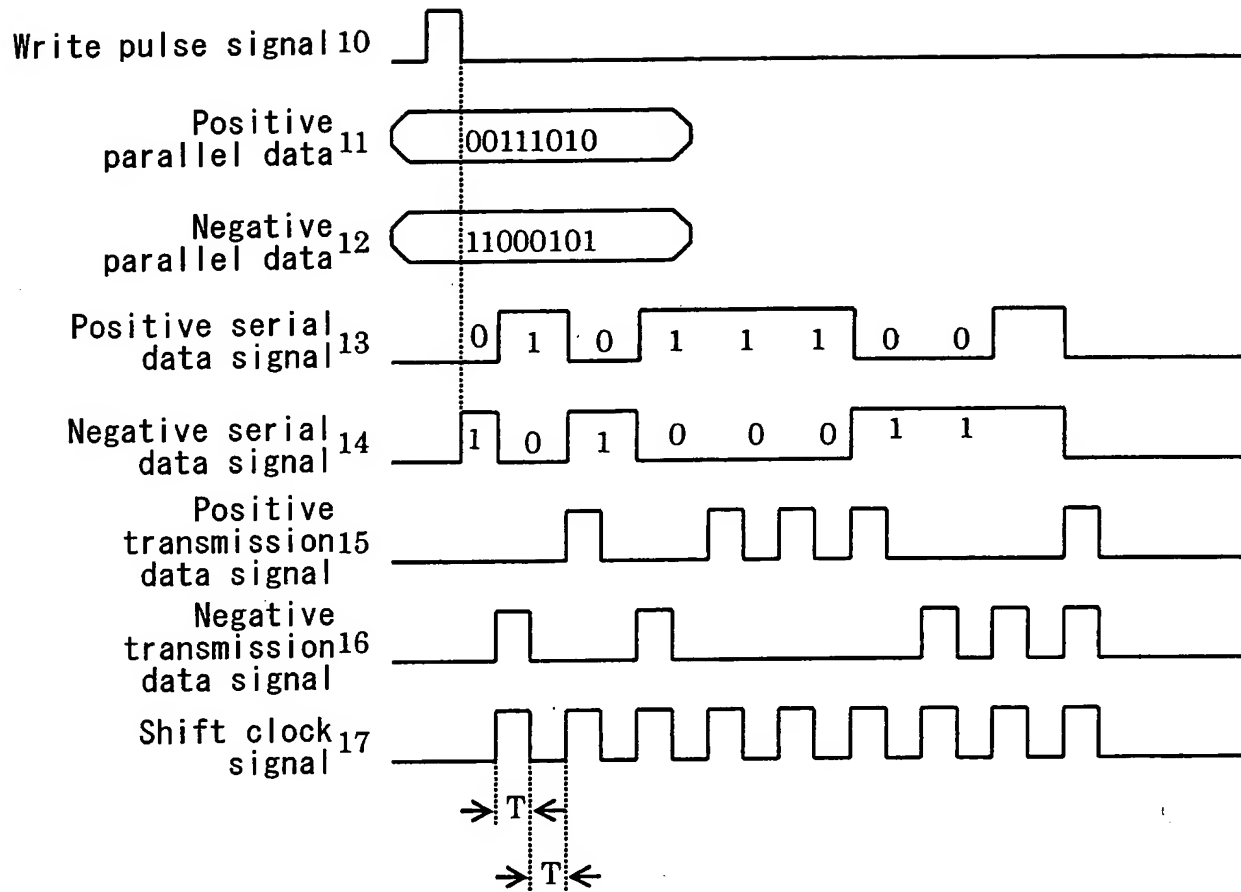 Write pulse signal 10
Positive
parallel data 11
00111010
Negative
parallel data 12
11000101
Positive serial
data signal 13
0 1 0 1 1 1 0 0
Negative serial
data signal 14
1 0 1 0 0 0 1 1
Positive
transmission 15
data signal
Negative
transmission 16
data signal
Shift clock
signal 17
T
T